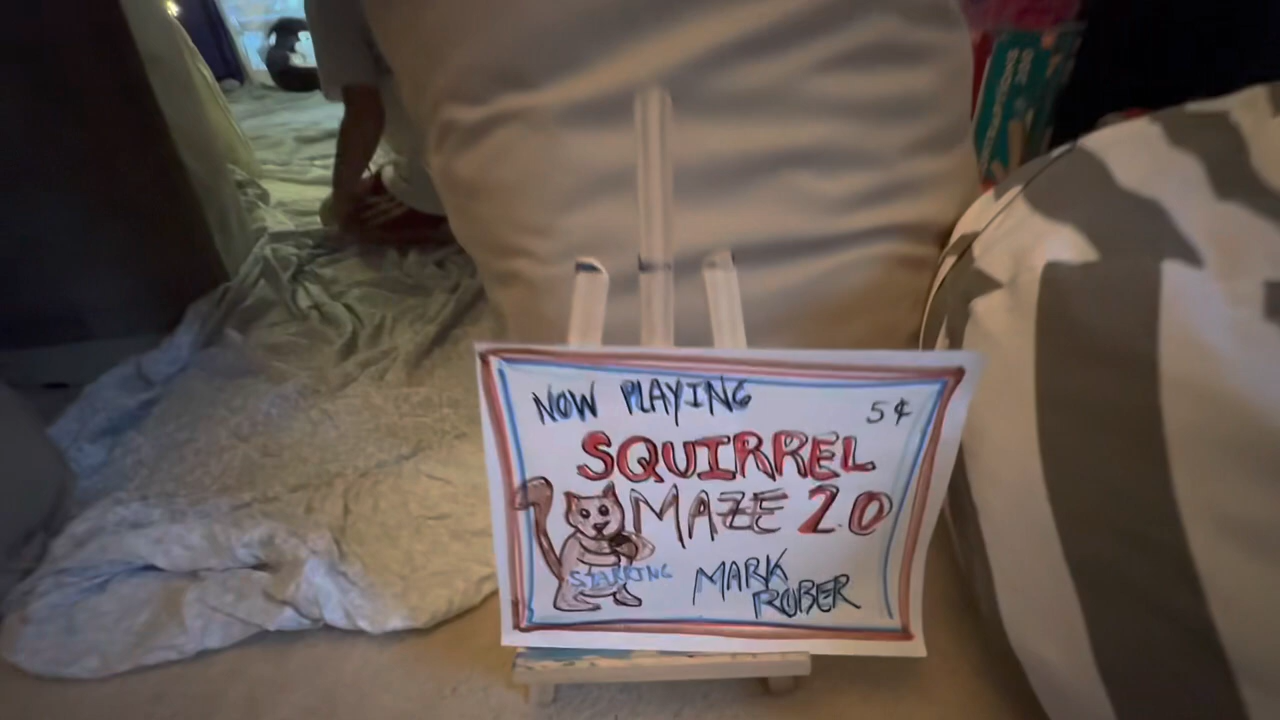 NOW PLAYING
5¢
SQUIRREL
MAZE 2.0
STARRING
MARK
ROBER